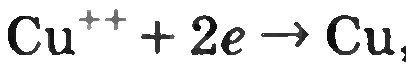 Cu⁺⁺ + 2e → Cu,